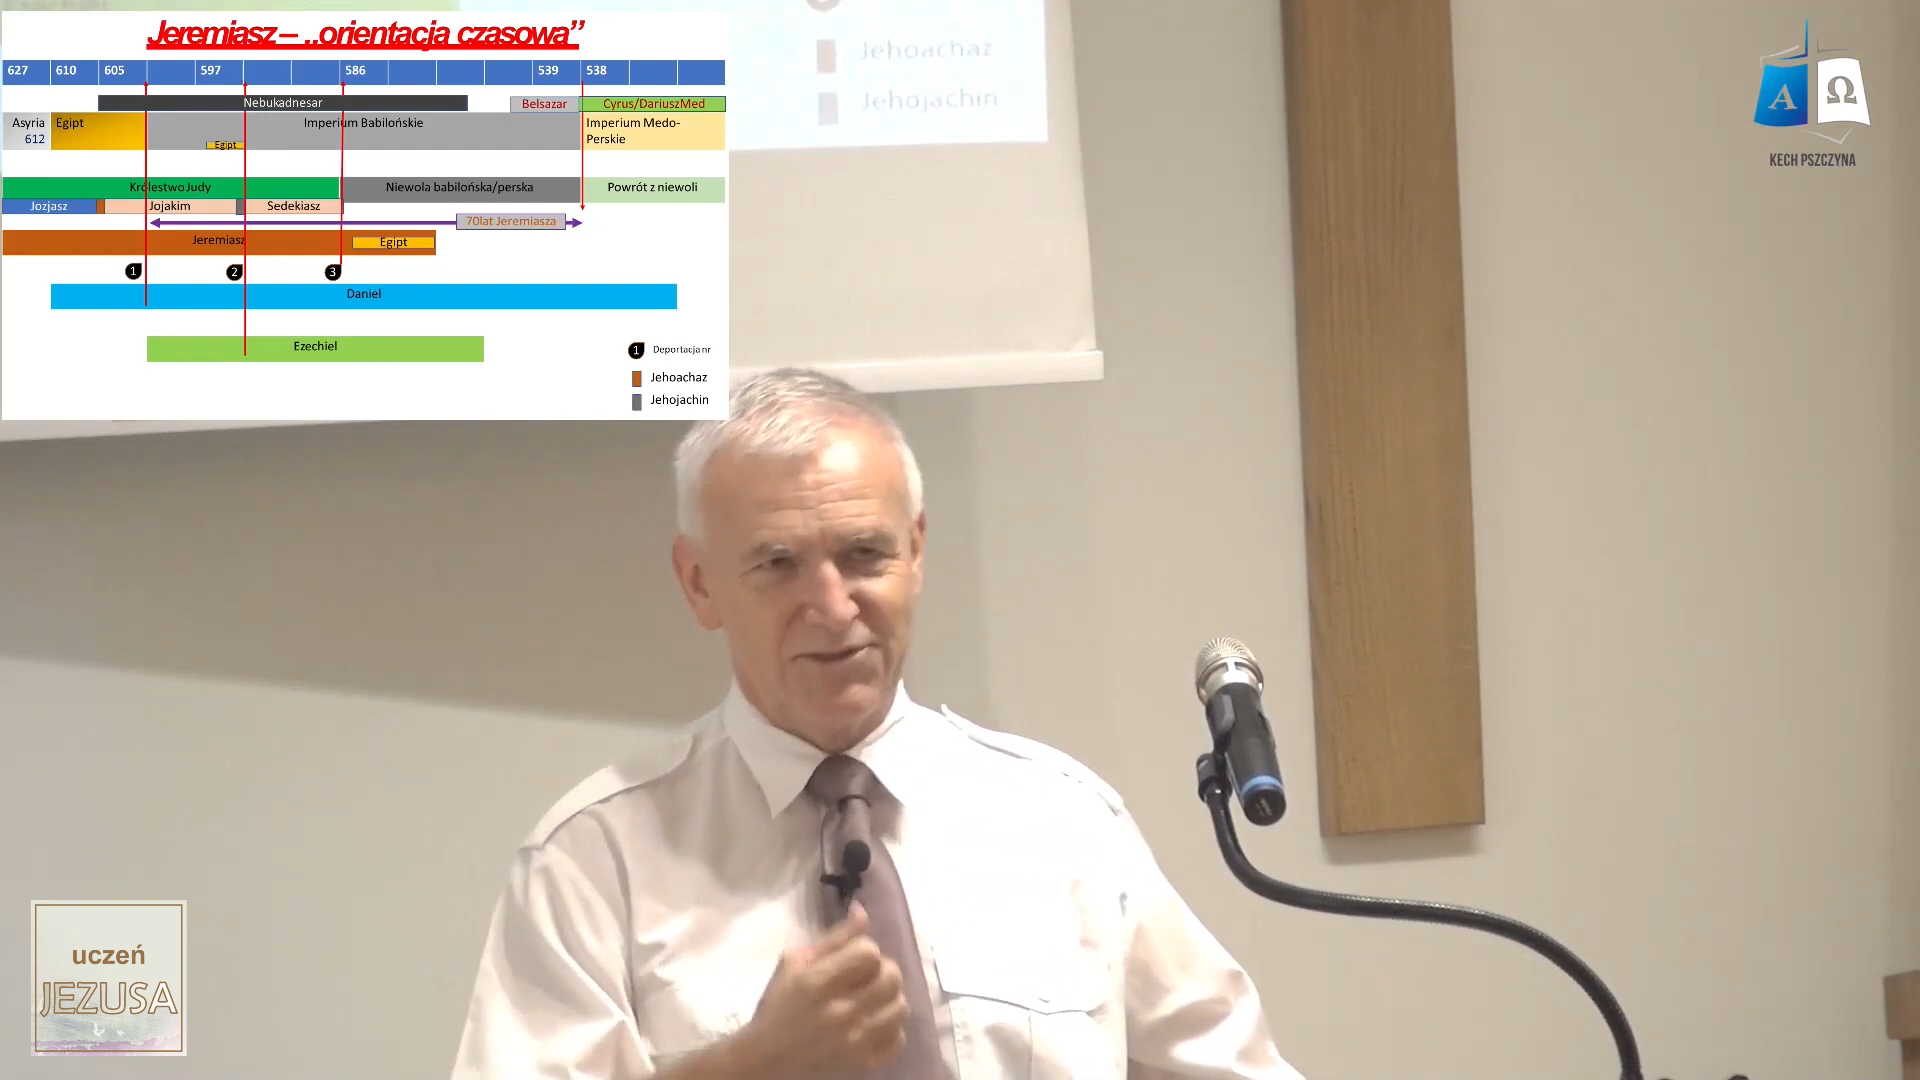 Jeremiasz – „orientacja czasowa”
627 610 605 597 586 539 538
Nebukadnesar Belsazar Cyrus/DariuszMed
Asyria Egipt Imperium Babilońskie Imperium Medo-
612 Egipt Perskie
Królestwo Judy Niewola babilońska/perska Powrót z niewoli
Jozjasz Jojakim Sedekiasz
70lat Jeremiasza
Jeremiasz Egipt
1 2 3
Daniel
Ezechiel
1 Deportacja nr
Jehoachaz
Jehojachin
Jehoachaz
Jehojachin
A Ω
KECH PSZCZYNA
uczeń
JEZUSA